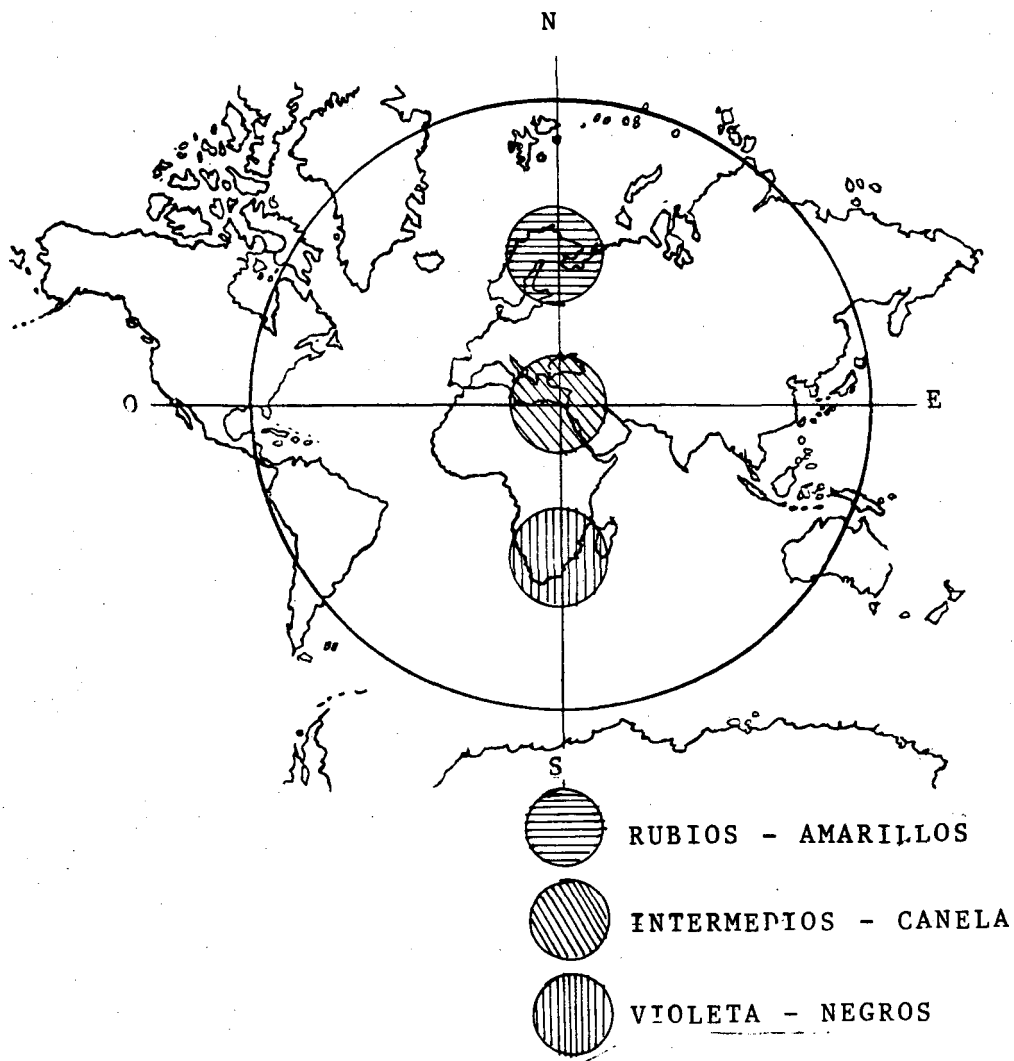 N
O
E
S
RUBIOS - AMARILLOS
INTERMEDIOS - CANELA
VIOLETA - NEGROS